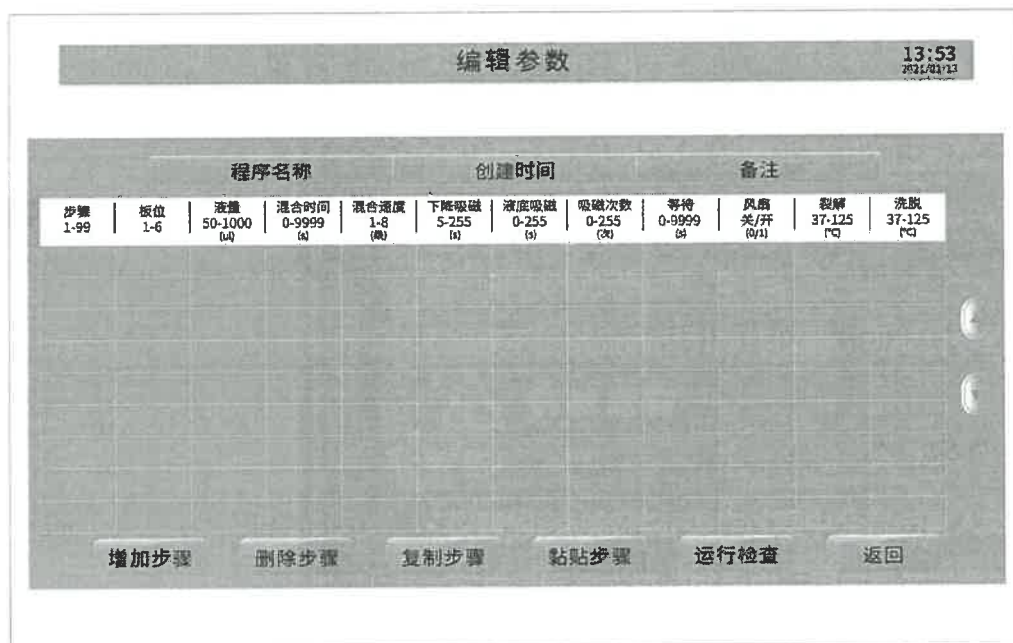 编辑参数
13:53
程序名称 创建时间 备注
步骤 板位 液量 混合时间 混合速度 下降吸磁 液底吸磁 吸磁次数 等待 风扇 裂解 洗脱
1-99 1-6 50-1000 0-9999 1-8 5-255 0-255 0-255 0-9999 关/开 37-125 37-125
(ul) (s) (级) (s) (s) (次) (s) (0/1) (℃) (℃)
增加步骤 删除步骤 复制步骤 黏贴步骤 运行检查 返回